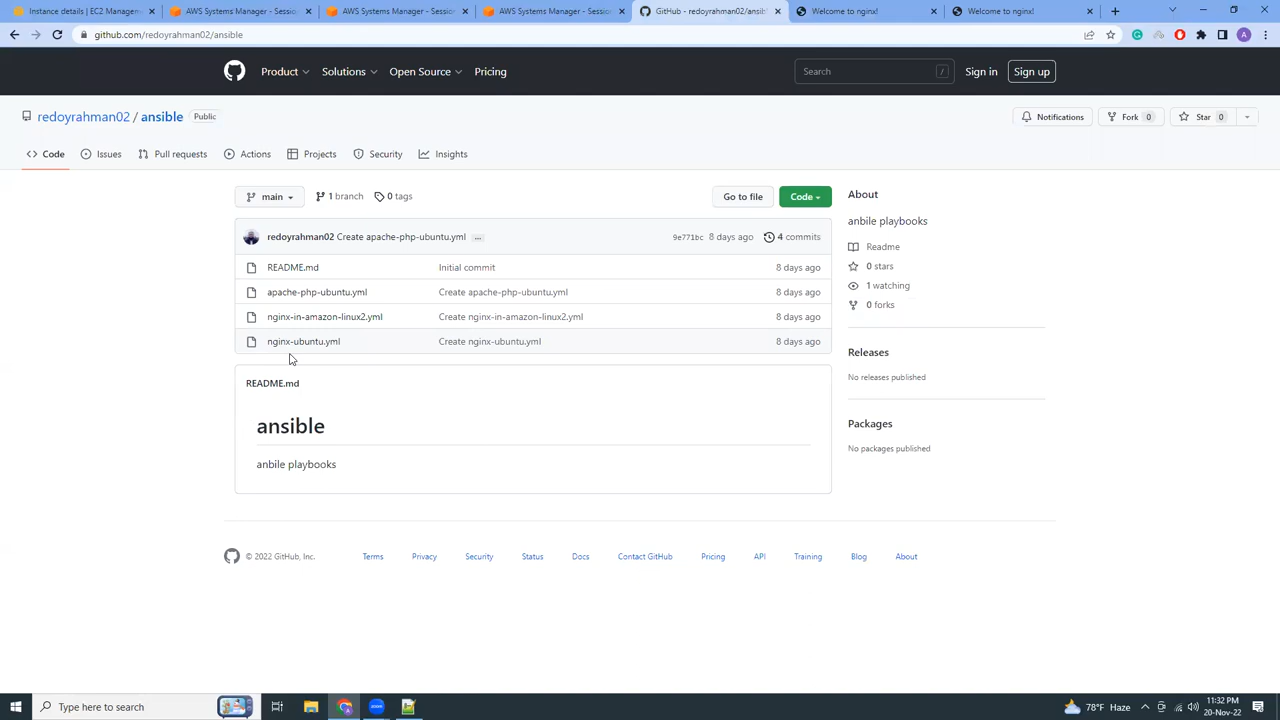 Instance details | EC2 Managem
AWS Systems Manager - Session
AWS Systems Manager - Session
AWS Systems Manager - Session
GitHub - redoyrahman02/ansible
Welcome to nginx!
Welcome to nginx!
github.com/redoyrahman02/ansible
Product
Solutions
Open Source
Pricing
Search
/
Sign in
Sign up
redoyrahman02 / ansible
Public
Notifications
Fork 0
Star 0
Code
Issues
Pull requests
Actions
Projects
Security
Insights
main
1 branch
0 tags
Go to file
Code
About
anbile playbooks
redoyrahman02 Create apache-php-ubuntu.yml ...
9e771bc 8 days ago
4 commits
README.md Initial commit 8 days ago
apache-php-ubuntu.yml Create apache-php-ubuntu.yml 8 days ago
nginx-in-amazon-linux2.yml Create nginx-in-amazon-linux2.yml 8 days ago
nginx-ubuntu.yml Create nginx-ubuntu.yml 8 days ago
Readme
0 stars
1 watching
0 forks
Releases
No releases published
README.md
ansible
anbile playbooks
Packages
No packages published
© 2022 GitHub, Inc.
Terms
Privacy
Security
Status
Docs
Contact GitHub
Pricing
API
Training
Blog
About
Type here to search
78°F Haze
11:32 PM
20-Nov-22